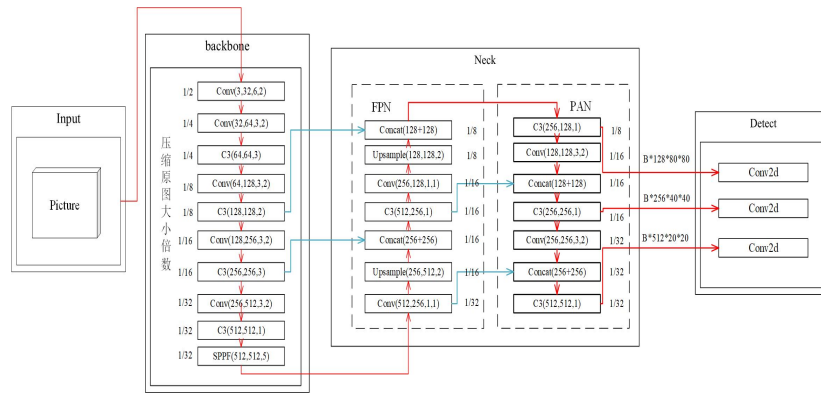 Input
Picture
backbone
压缩原图大小倍数
1/2 Conv(3,32,6,2)
1/4 Conv(32,64,3,2)
1/4 C3(64,64,3)
1/8 Conv(64,128,3,2)
1/8 C3(128,128,2)
1/16 Conv(128,256,3,2)
1/16 C3(256,256,3)
1/32 Conv(256,512,3,2)
1/32 C3(512,512,1)
1/32 SPPF(512,512,5)
Neck
FPN
Concat(128+128) 1/8
Upsample(128,128,2) 1/8
Conv(256,128,1,1) 1/16
C3(512,256,1) 1/16
Concat(256+256) 1/16
Upsample(256,512,2) 1/16
Conv(512,256,1,1) 1/32
PAN
C3(256,128,1) 1/8
Conv(128,128,3,2) 1/16
Concat(128+128) 1/16
C3(256,256,1) 1/16
Conv(256,256,3,2) 1/32
Concat(256+256) 1/32
C3(512,512,1) 1/32
B*128*80*80
B*256*40*40
B*512*20*20
Detect
Conv2d
Conv2d
Conv2d